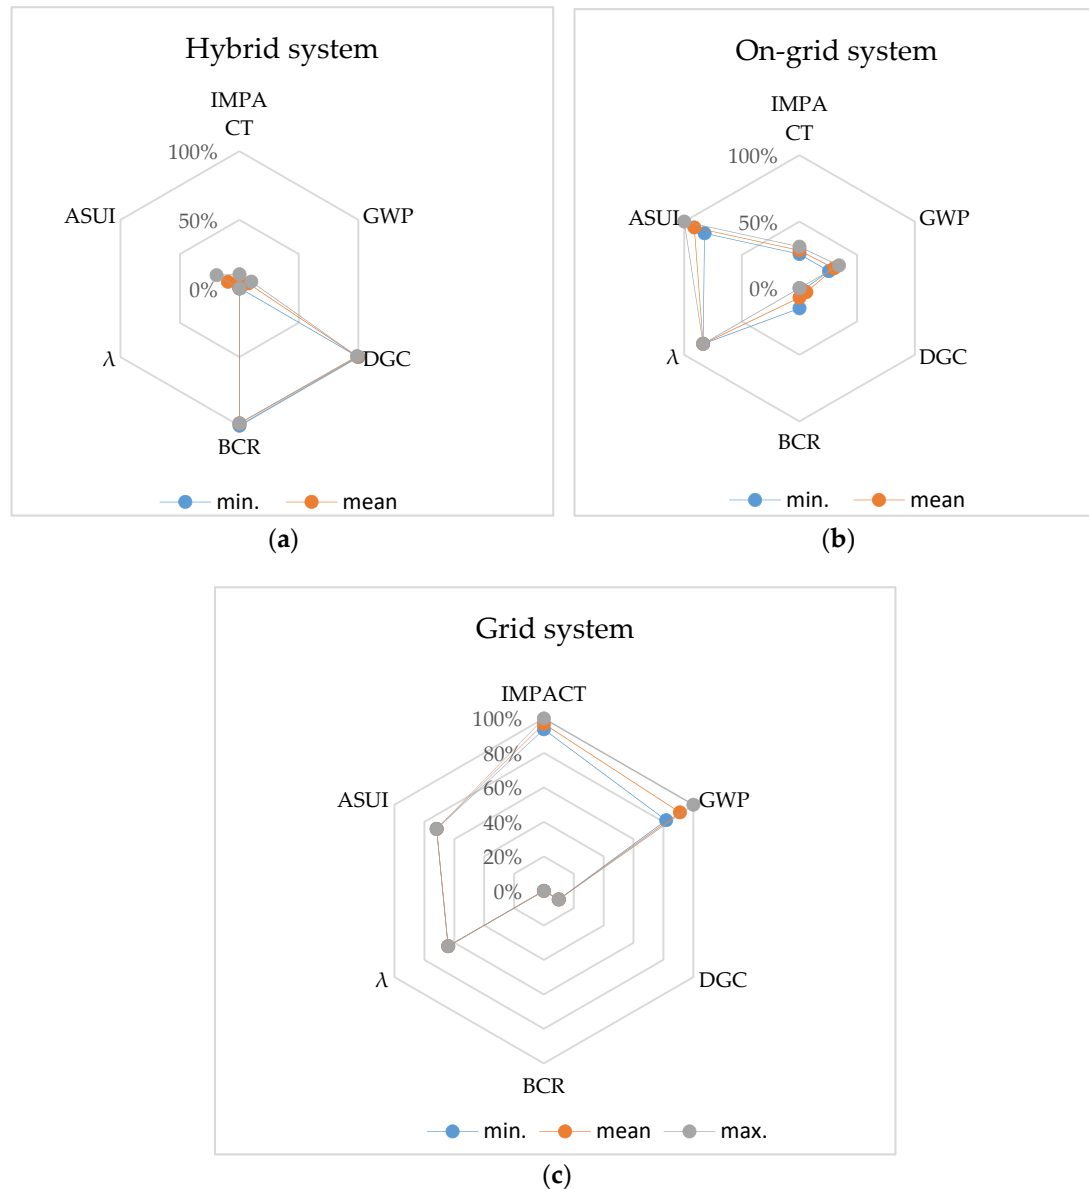 Hybrid system
IMPA
CT
100%
ASUI
GWP
50%
0%
λ
DGC
BCR
min. mean
(a)
On-grid system
IMPA
CT
100%
ASUI
GWP
50%
0%
λ
DGC
BCR
min. mean
(b)
Grid system
IMPACT
100%
ASUI
GWP
80%
60%
40%
20%
0%
λ
DGC
BCR
min. mean max.
(c)